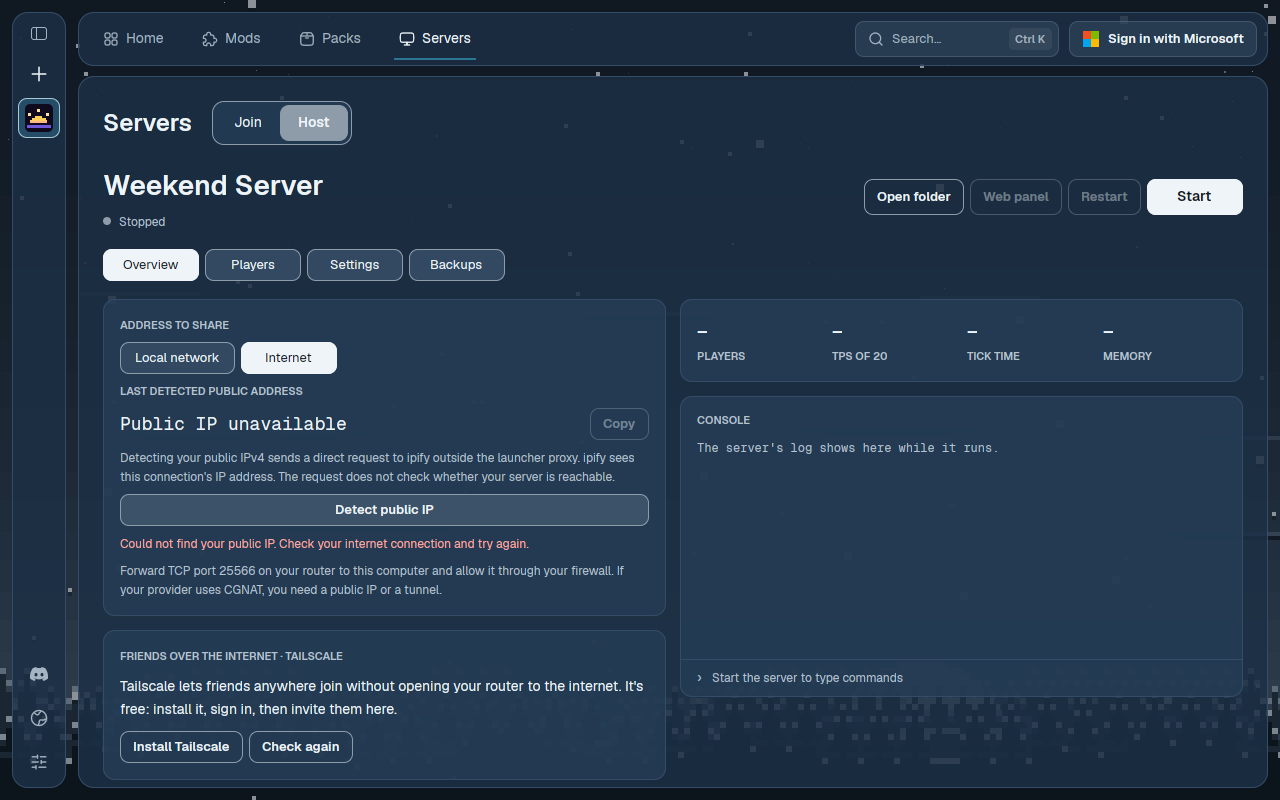 Home
Mods
Packs
Servers
Search...
Ctrl K
Sign in with Microsoft
Servers
Join
Host
Weekend Server
Stopped
Open folder
Web panel
Restart
Start
Overview
Players
Settings
Backups
ADDRESS TO SHARE
Local network
Internet
LAST DETECTED PUBLIC ADDRESS
Public IP unavailable
Copy
Detecting your public IPv4 sends a direct request to ipify outside the launcher proxy. ipify sees
this connection's IP address. The request does not check whether your server is reachable.
Detect public IP
Could not find your public IP. Check your internet connection and try again.
Forward TCP port 25566 on your router to this computer and allow it through your firewall. If
your provider uses CGNAT, you need a public IP or a tunnel.
FRIENDS OVER THE INTERNET · TAILSCALE
Tailscale lets friends anywhere join without opening your router to the internet. It's
free: install it, sign in, then invite them here.
Install Tailscale
Check again
– – – –
PLAYERS
TPS OF 20
TICK TIME
MEMORY
CONSOLE
The server's log shows here while it runs.
› Start the server to type commands